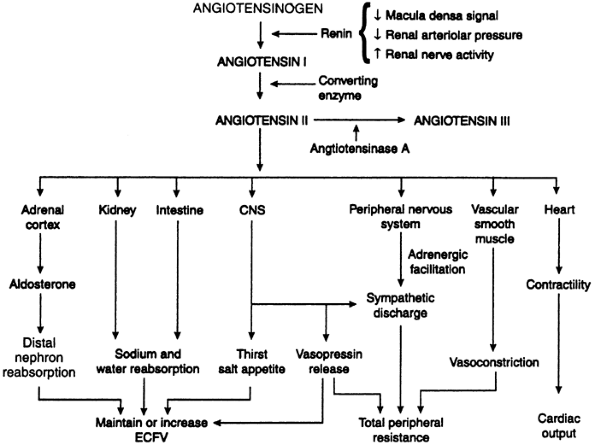 ANGIOTENSINOGEN
Renin
↓ Macula densa signal
↓ Renal arteriolar pressure
↑ Renal nerve activity
ANGIOTENSIN I
Converting
enzyme
ANGIOTENSIN II
ANGIOTENSIN III
Angtiotensinase A
Adrenal
cortex
Kidney
Intestine
CNS
Peripheral nervous
system
Vascular
smooth
muscle
Heart
Adrenergic
facilitation
Aldosterone
Contractility
Sympathetic
discharge
Distal
nephron
reabsorption
Sodium and
water reabsorption
Thirst
salt appetite
Vasopressin
release
Vasoconstriction
Maintain or increase
ECFV
Total peripheral
resistance
Cardiac
output